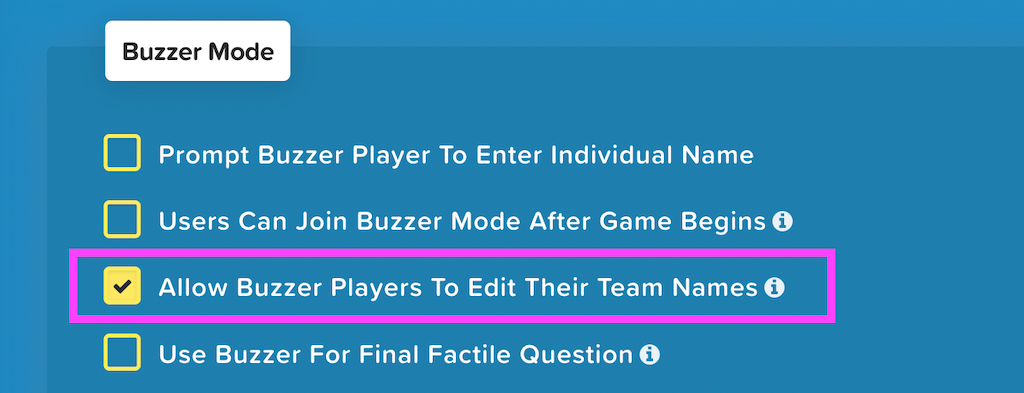 Buzzer Mode
Prompt Buzzer Player To Enter Individual Name
Users Can Join Buzzer Mode After Game Begins
Allow Buzzer Players To Edit Their Team Names
Use Buzzer For Final Factile Question